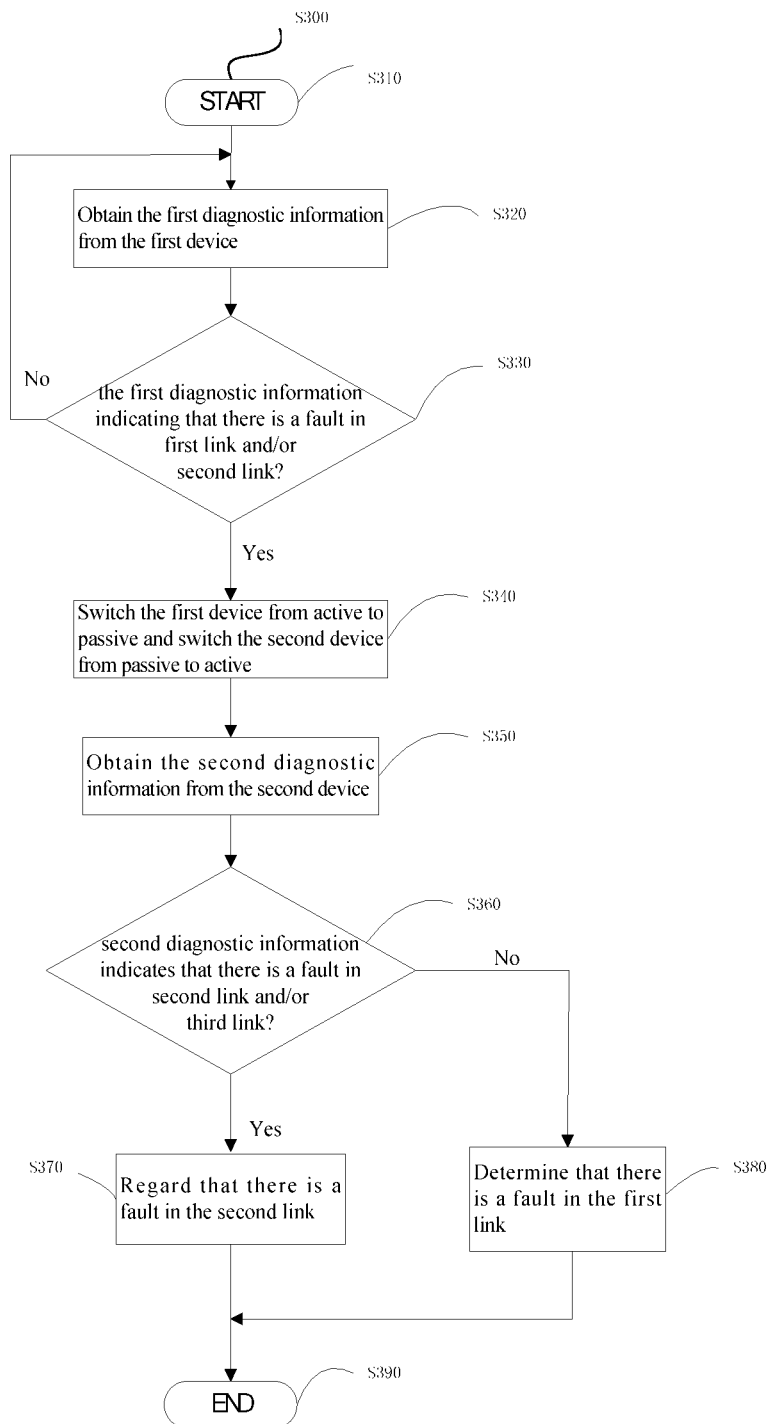 S300
S310
START
Obtain the first diagnostic information
from the first device
S320
S330
No
the first diagnostic information
indicating that there is a fault in
first link and/or
second link?
Yes
S340
Switch the first device from active to
passive and switch the second device
from passive to active
S350
Obtain the second diagnostic
information from the second device
S360
second diagnostic information
indicates that there is a fault in
second link and/or
third link?
No
Yes
S370
Regard that there is a
fault in the second link
S380
Determine that there
is a fault in the first
link
S390
END